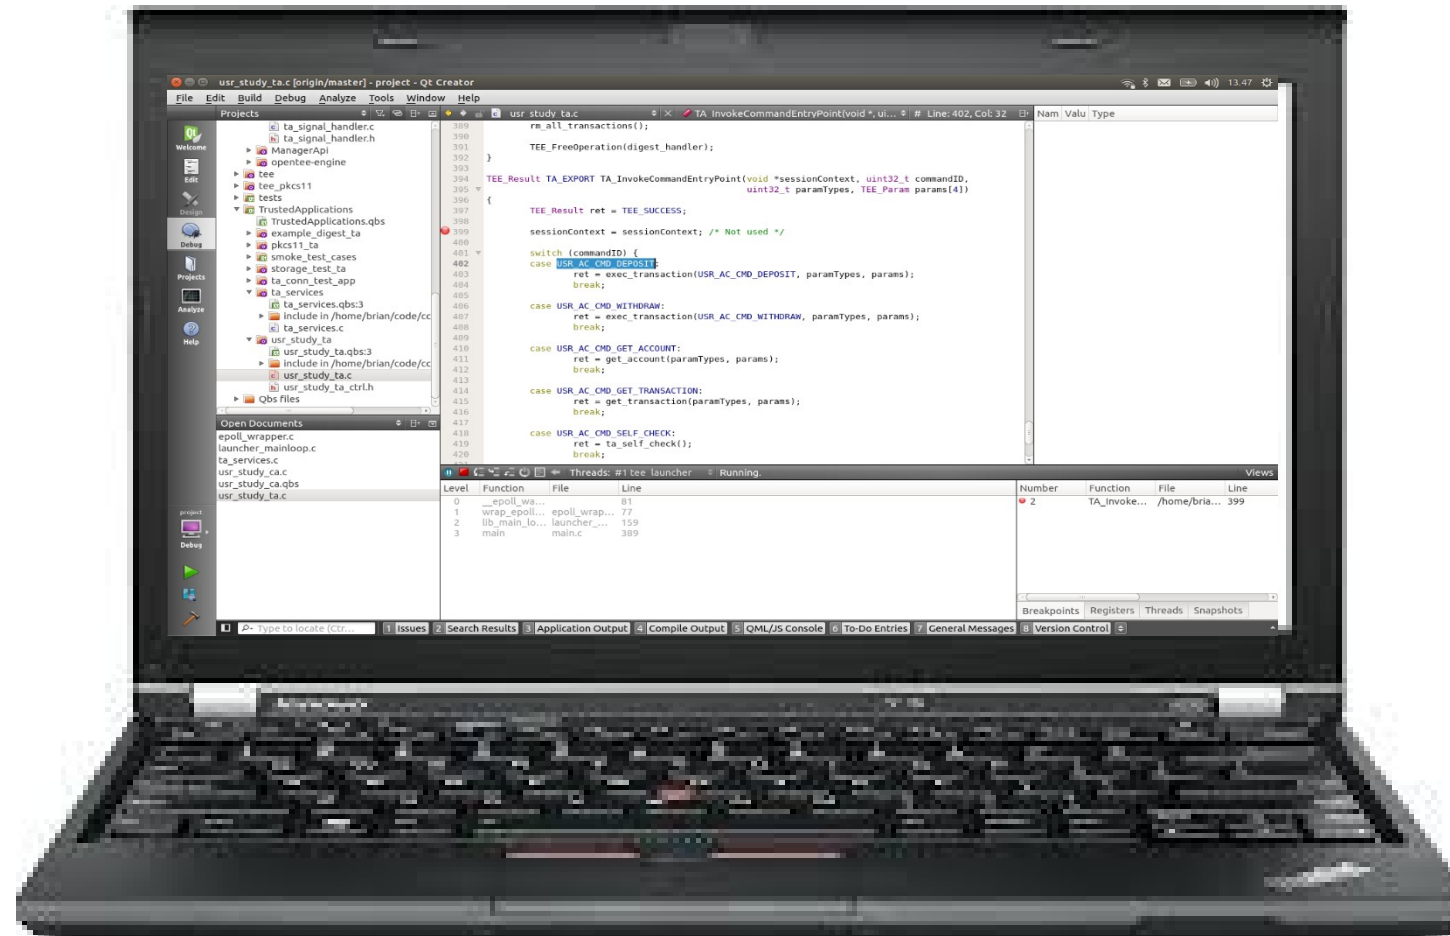 usr_study_ta.c [origin/master] - project - Qt Creator
13.47
File Edit Build Debug Analyze Tools Window Help
Projects
usr_study_ta.c
TA_InvokeCommandEntryPoint(void *, ui...
# Line: 402, Col: 32
Nam Valu Type
Welcome
Edit
Design
Debug
Projects
Analyze
Help
ta_signal_handler.c
ta_signal_handler.h
ManagerApi
opentee-engine
tee
tee_pkcs11
tests
TrustedApplications
TrustedApplications.qbs
example_digest_ta
pkcs11_ta
smoke_test_cases
storage_test_ta
ta_conn_test_app
ta_services
ta_services.qbs:3
include in /home/brian/code/cc
ta_services.c
usr_study_ta
usr_study_ta.qbs:3
include in /home/brian/code/cc
usr_study_ta.c
usr_study_ta_ctrl.h
Qbs files
389 rm_all_transactions();
390
391 TEE_FreeOperation(digest_handler);
392 }
393
394 TEE_Result TA_EXPORT TA_InvokeCommandEntryPoint(void *sessionContext, uint32_t commandID,
395 uint32_t paramTypes, TEE_Param params[4])
396 {
397 TEE_Result ret = TEE_SUCCESS;
398
399 sessionContext = sessionContext; /* Not used */
400
401 switch (commandID) {
402 case USR_AC_CMD_DEPOSIT:
403 ret = exec_transaction(USR_AC_CMD_DEPOSIT, paramTypes, params);
404 break;
405
406 case USR_AC_CMD_WITHDRAW:
407 ret = exec_transaction(USR_AC_CMD_WITHDRAW, paramTypes, params);
408 break;
409
410 case USR_AC_CMD_GET_ACCOUNT:
411 ret = get_account(paramTypes, params);
412 break;
413
414 case USR_AC_CMD_GET_TRANSACTION:
415 ret = get_transaction(paramTypes, params);
416 break;
417
418 case USR_AC_CMD_SELF_CHECK:
419 ret = ta_self_check();
420 break;
Open Documents
epoll_wrapper.c
launcher_mainloop.c
ta_services.c
usr_study_ca.c
usr_study_ca.qbs
usr_study_ta.c
Threads: #1 tee_launcher Running. Views
Level Function File Line
0 __epoll_wa... 81
1 wrap_epoll... epoll_wrap... 77
2 lib_main_lo... launcher_... 159
3 main main.c 389
Number Function File Line
2 TA_Invoke... /home/bria... 399
Breakpoints Registers Threads Snapshots
project
Debug
Type to locate (Ctr...
1 Issues 2 Search Results 3 Application Output 4 Compile Output 5 QML/JS Console 6 To-Do Entries 7 General Messages 8 Version Control